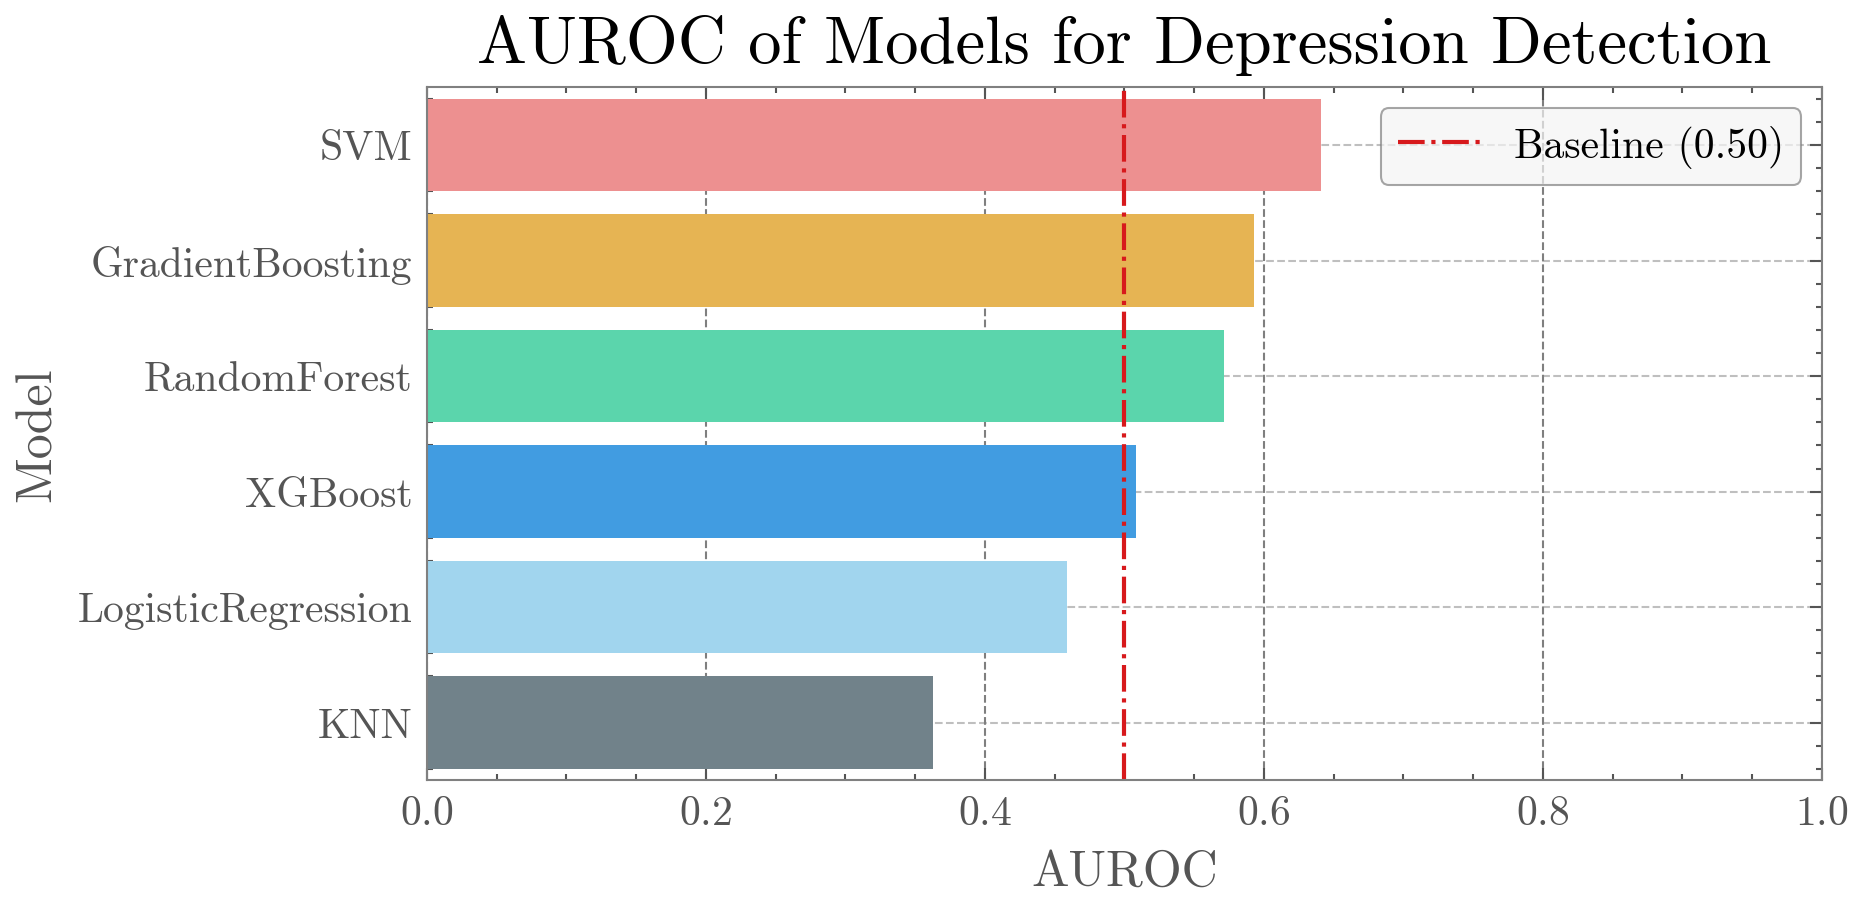 AUROC of Models for Depression Detection
Baseline (0.50)
Model
SVM
GradientBoosting
RandomForest
XGBoost
LogisticRegression
KNN
0.0 0.2 0.4 0.6 0.8 1.0
AUROC